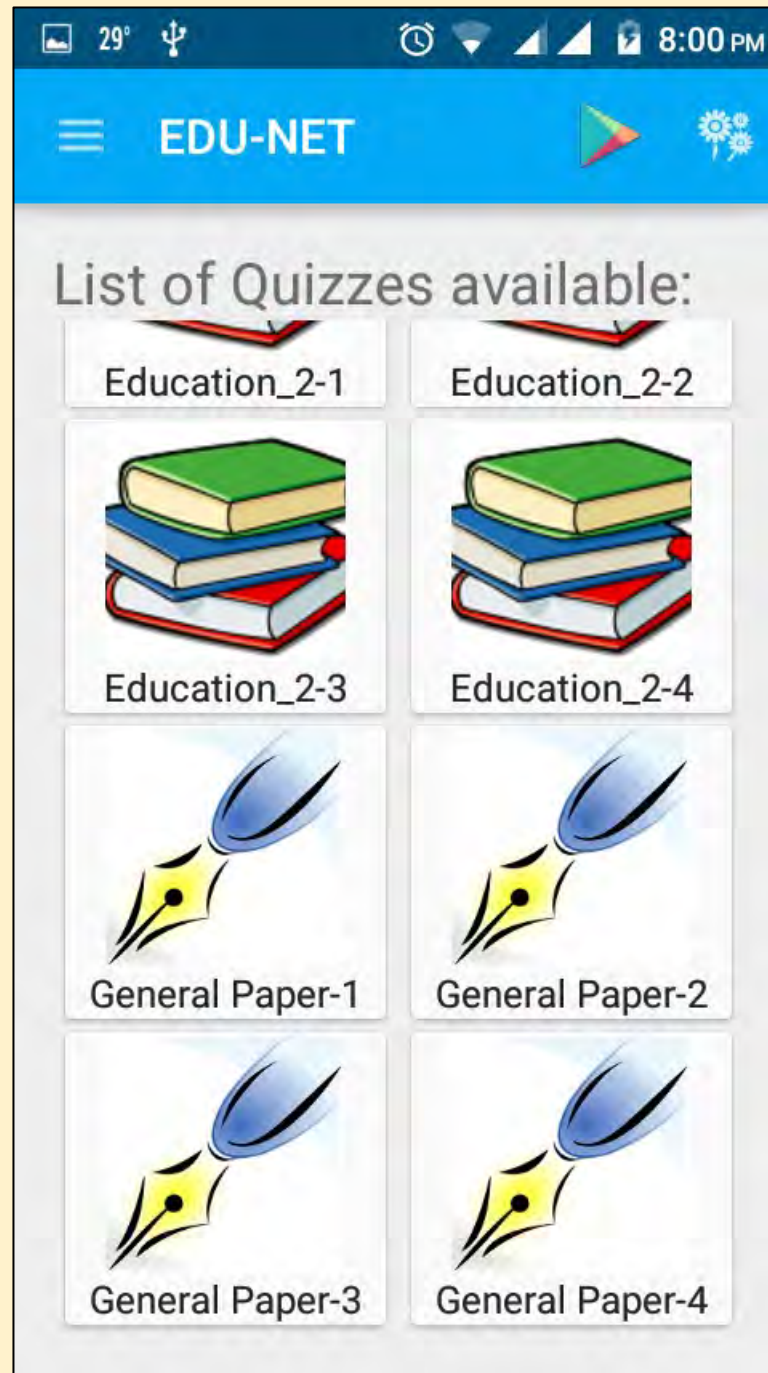 29° 8:00 PM
EDU-NET
List of Quizzes available:
Education_2-1 Education_2-2
Education_2-3 Education_2-4
General Paper-1 General Paper-2
General Paper-3 General Paper-4